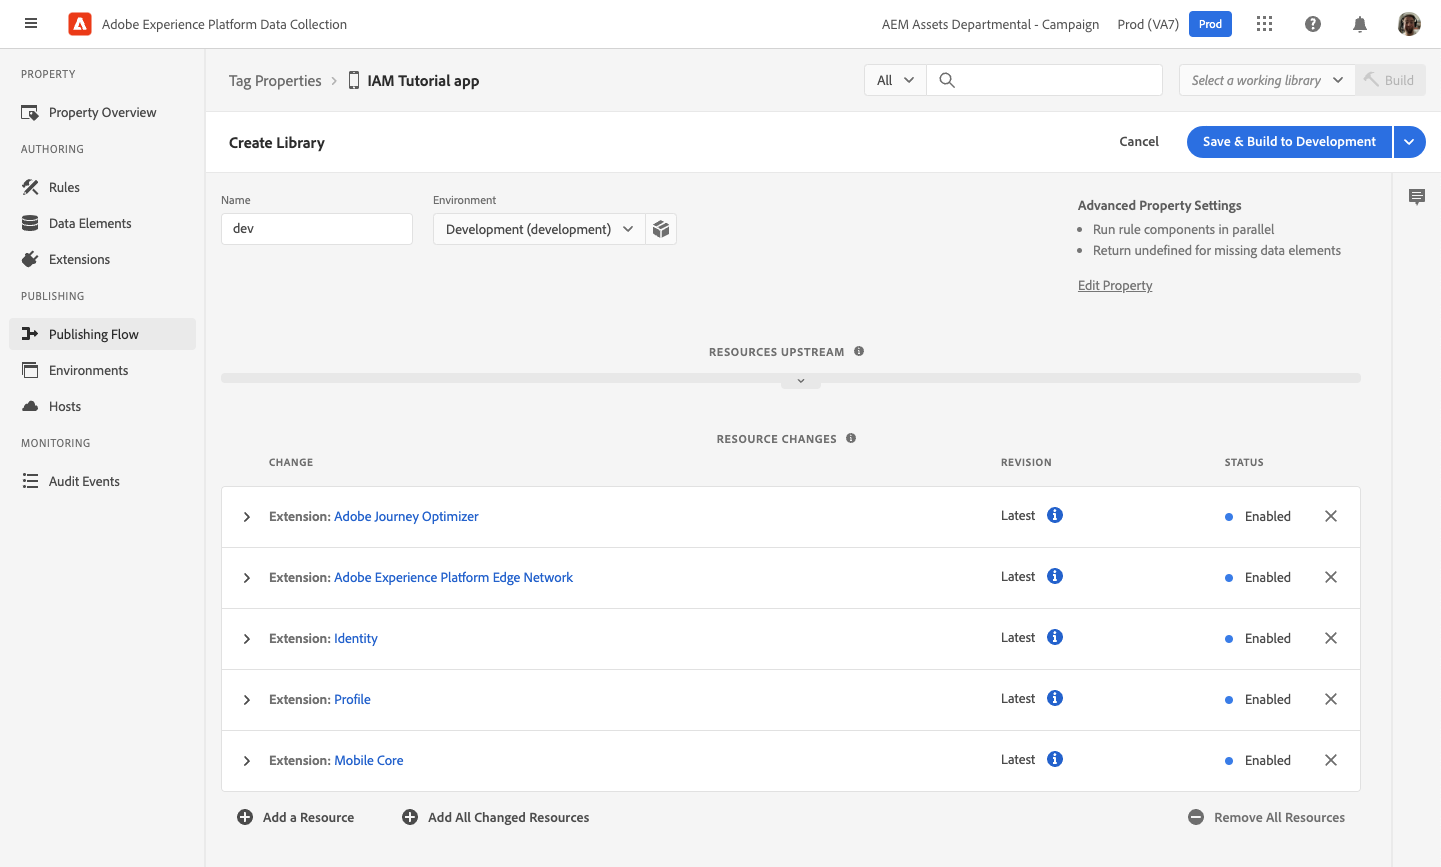 Adobe Experience Platform Data Collection
AEM Assets Departmental - Campaign Prod (VA7) Prod
PROPERTY
Property Overview
AUTHORING
Rules
Data Elements
Extensions
PUBLISHING
Publishing Flow
Environments
Hosts
MONITORING
Audit Events
Tag Properties IAM Tutorial app
All
Select a working library Build
Create Library
Cancel Save & Build to Development
Name
dev
Environment
Development (development)
Advanced Property Settings
Run rule components in parallel
Return undefined for missing data elements
Edit Property
RESOURCES UPSTREAM
RESOURCE CHANGES
CHANGE REVISION STATUS
Extension: Adobe Journey Optimizer Latest Enabled
Extension: Adobe Experience Platform Edge Network Latest Enabled
Extension: Identity Latest Enabled
Extension: Profile Latest Enabled
Extension: Mobile Core Latest Enabled
Add a Resource Add All Changed Resources Remove All Resources